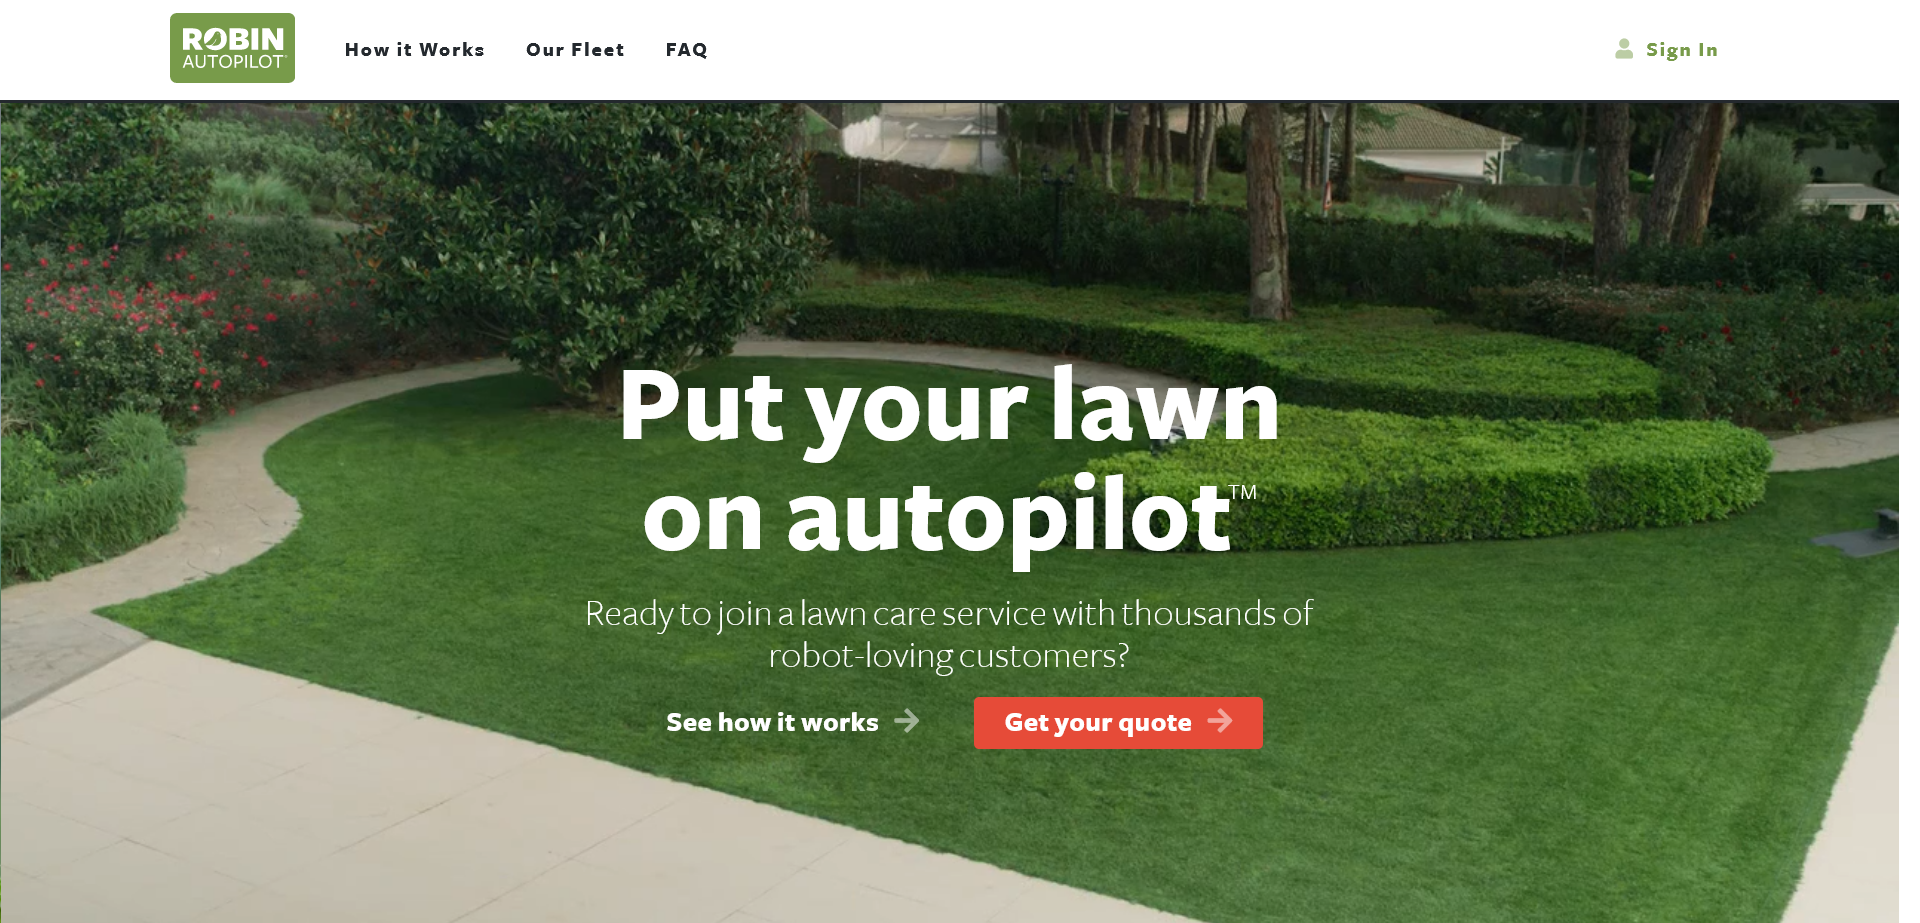 ROBIN
AUTOPILOT
How it Works
Our Fleet
FAQ
Sign In
Put your lawn
on autopilot™
Ready to join a lawn care service with thousands of
robot-loving customers?
See how it works
Get your quote